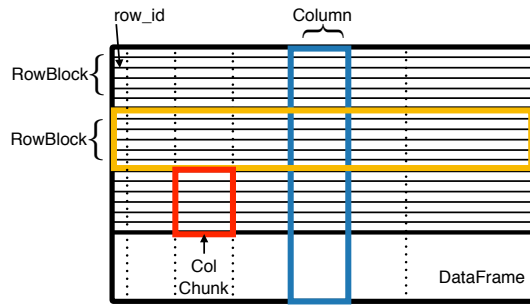 row_id
Column
RowBlock
RowBlock
Col
Chunk
DataFrame